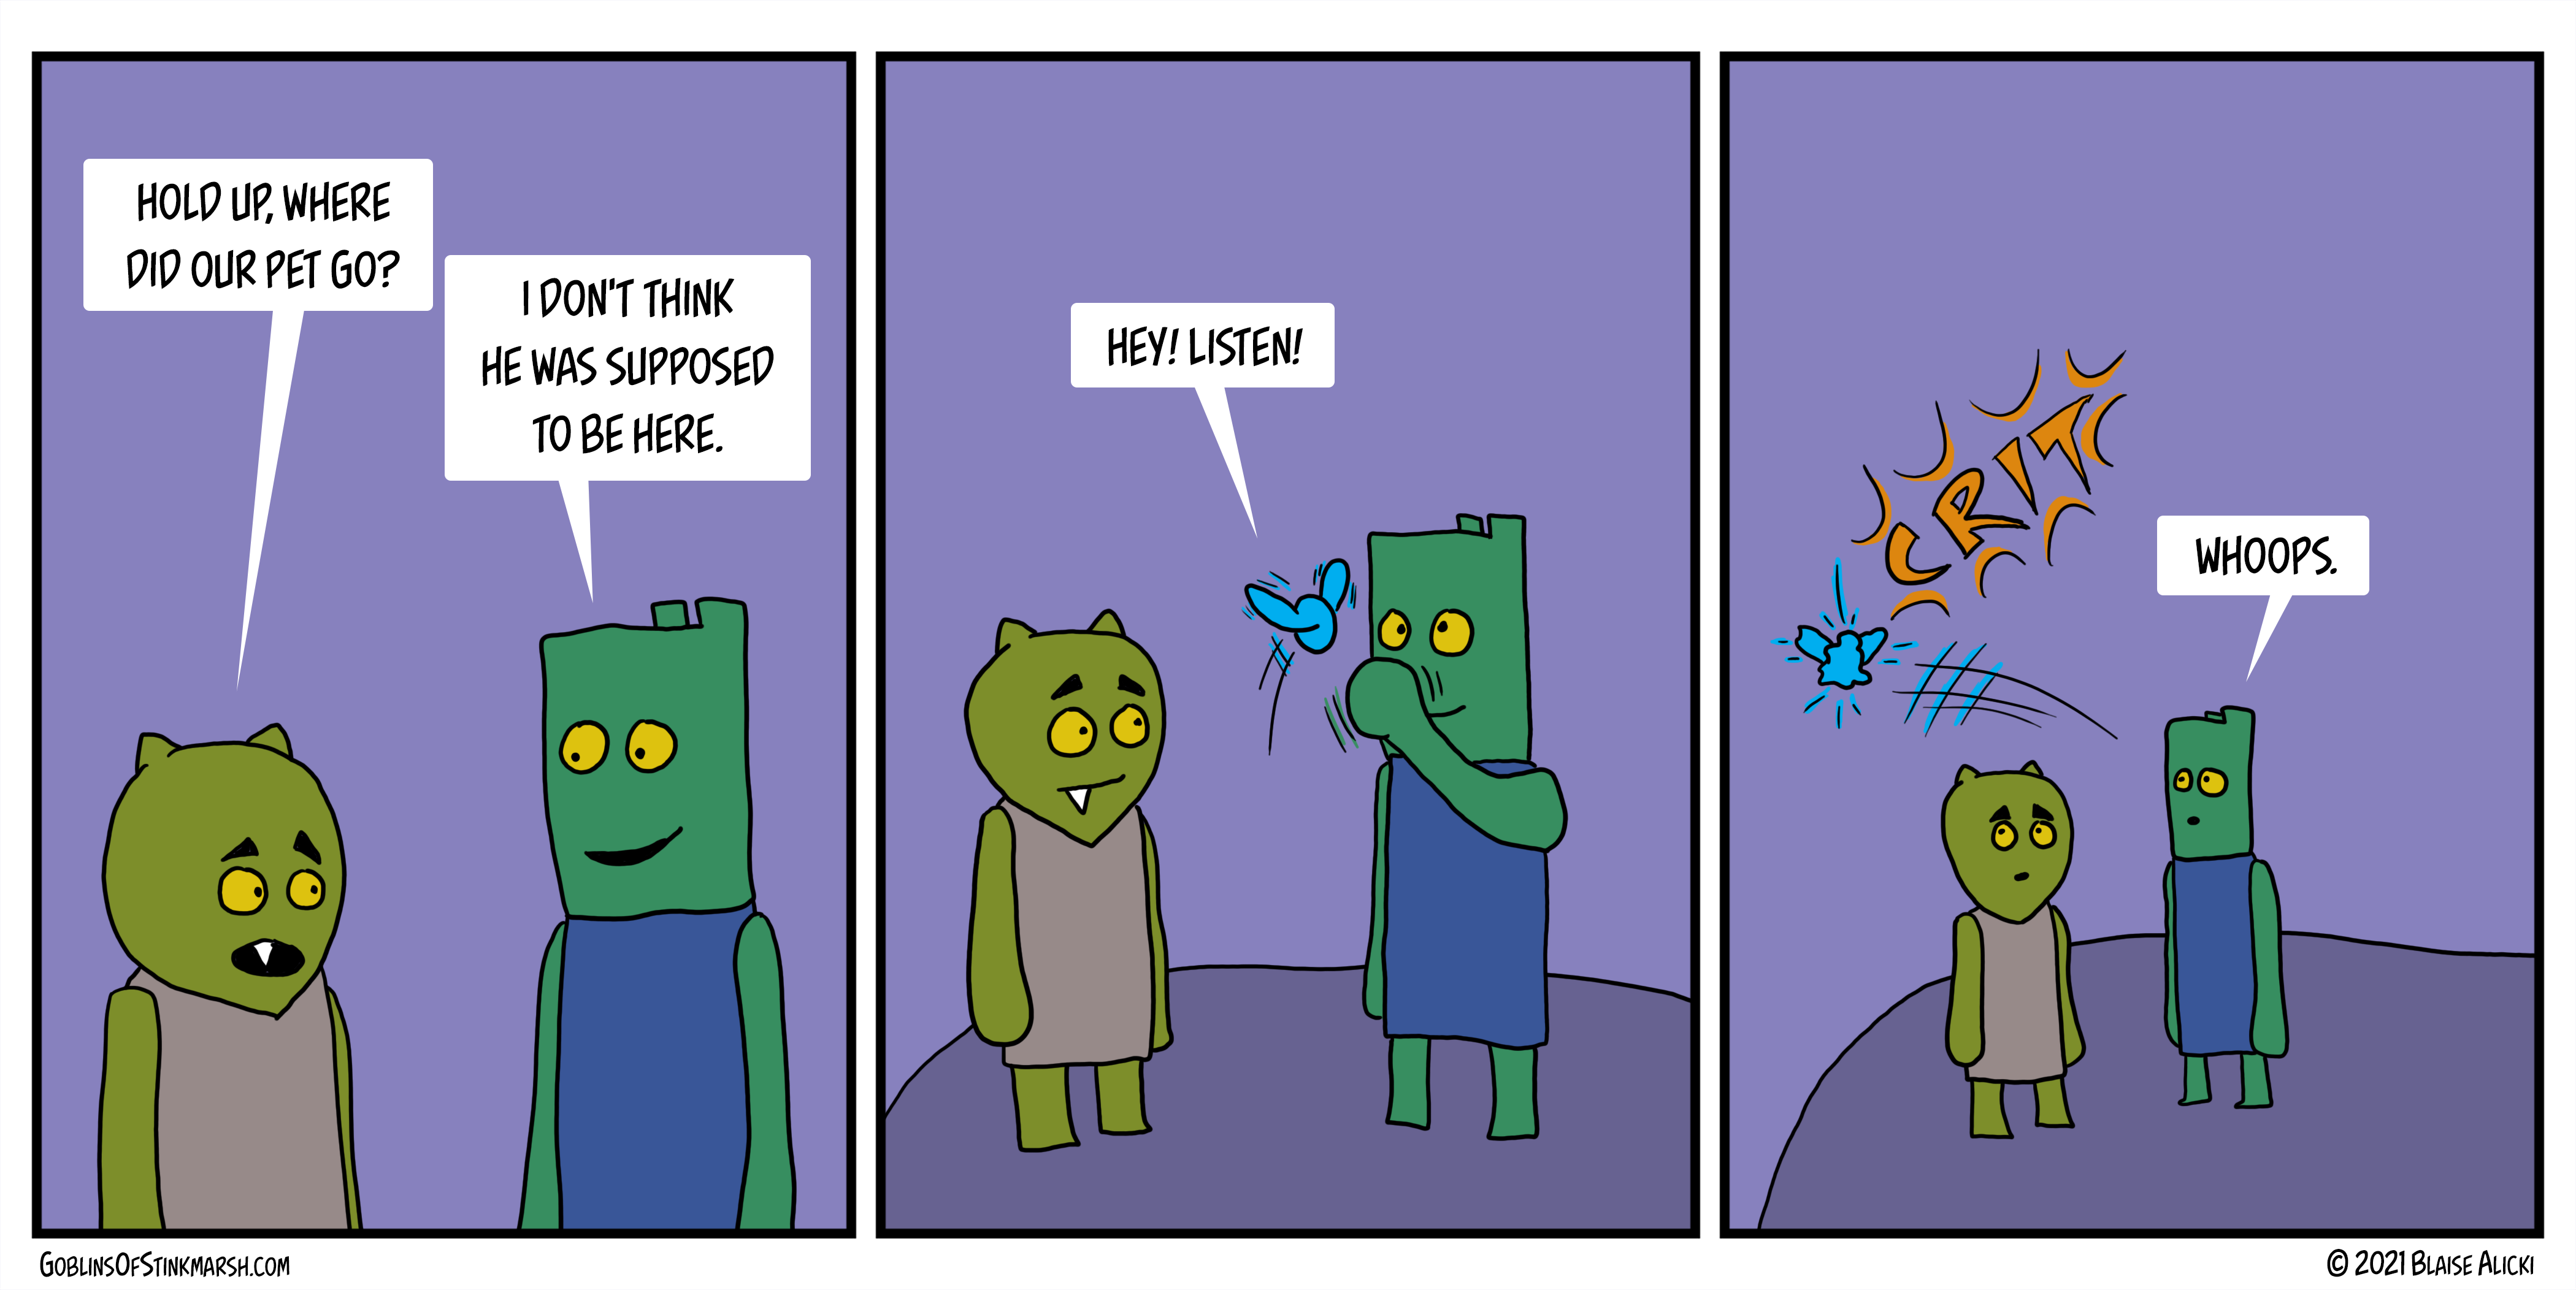 HOLD UP, WHERE
DID OUR PET GO?
I DON'T THINK
HE WAS SUPPOSED
TO BE HERE.
HEY! LISTEN!
CRIT
WHOOPS.
GOBLINSOFSTINKMARSH.COM
© 2021 BLAISE ALICKI